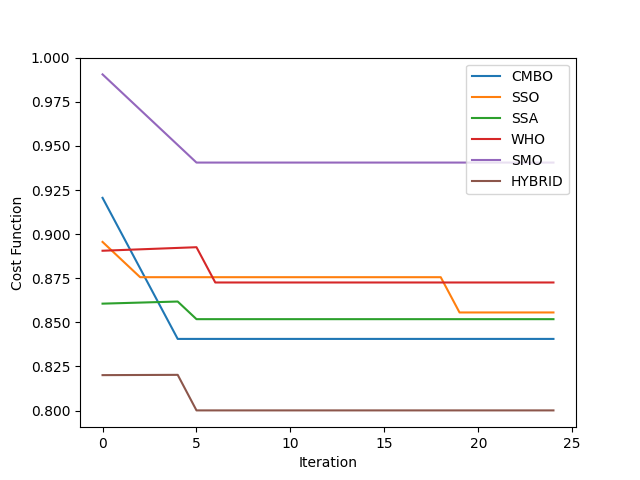 1.000
0.975
0.950
0.925
0.900
0.875
0.850
0.825
0.800
Cost Function
0
5
10
15
20
25
Iteration
CMBO
SSO
SSA
WHO
SMO
HYBRID